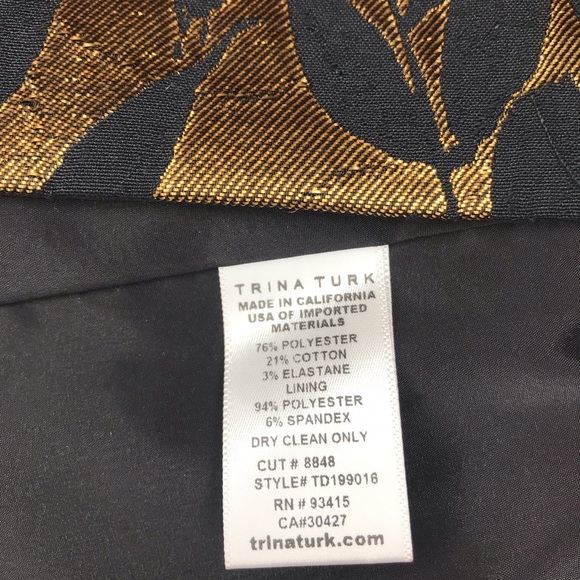 TRINA TURK
MADE IN CALIFORNIA
USA OF IMPORTED
MATERIALS
76% POLYESTER
21% COTTON
3% ELASTANE
LINING
94% POLYESTER
6% SPANDEX
DRY CLEAN ONLY
CUT # 8848
STYLE# TD199016
RN # 93415
CA#30427
trinaturk.com